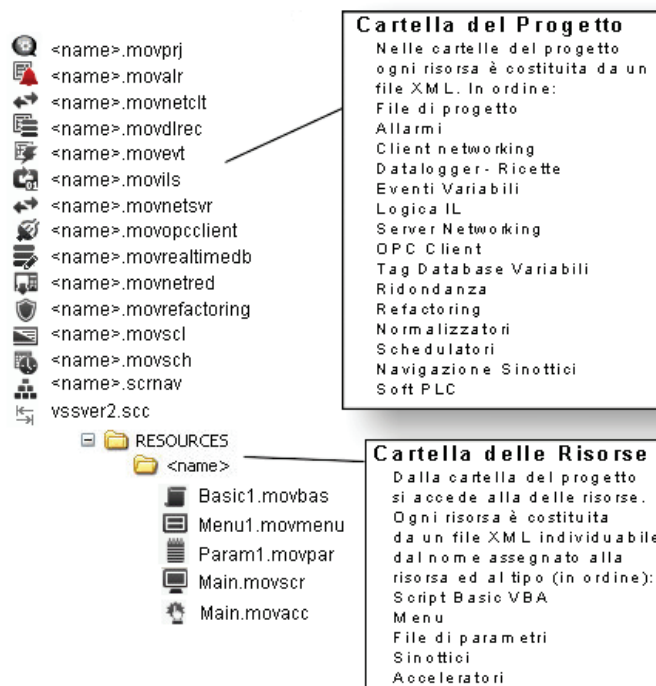 <name>.movprj
<name>.movalr
<name>.movnetclt
<name>.movdlrec
<name>.movevt
<name>.movils
<name>.movnetsvr
<name>.movopcclient
<name>.movrealtimedb
<name>.movnetred
<name>.movrefactoring
<name>.movscl
<name>.movsch
<name>.scrnav
vssver2.scc
RESOURCES
<name>
Basic1.movbas
Menu1.movmenu
Param1.movpar
Main.movscr
Main.movacc
Cartella del Progetto
Nelle cartelle del progetto
ogni risorsa è costituita da un
file XML. In ordine:
File di progetto
Allarmi
Client networking
Datalogger - Ricette
Eventi Variabili
Logica IL
Server Networking
OPC Client
Tag Database Variabili
Ridondanza
Refactoring
Normalizzatori
Schedulatori
Navigazione Sinottici
Soft PLC
Cartella delle Risorse
Dalla cartella del progetto
si accede alla delle risorse.
Ogni risorsa è costituita
da un file XML individuabile
dal nome assegnato alla
risorsa ed al tipo (in ordine):
Script Basic VBA
Menu
File di parametri
Sinottici
Acceleratori